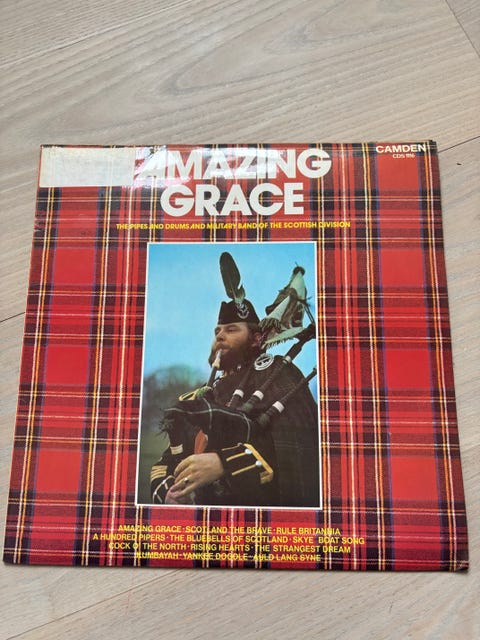 AMAZING
GRACE
CAMDEN
CDS 1116
THE PIPES AND DRUMS AND MILITARY BAND OF THE SCOTTISH DIVISION
AMAZING GRACE · SCOTLAND THE BRAVE · RULE BRITANNIA
A HUNDRED PIPERS · THE BLUEBELLS OF SCOTLAND · SKYE BOAT SONG
COCK O' THE NORTH · RISING HEARTS · THE STRANGEST DREAM
KUMBAYAH · YANKEE DOODLE · AULD LANG SYNE